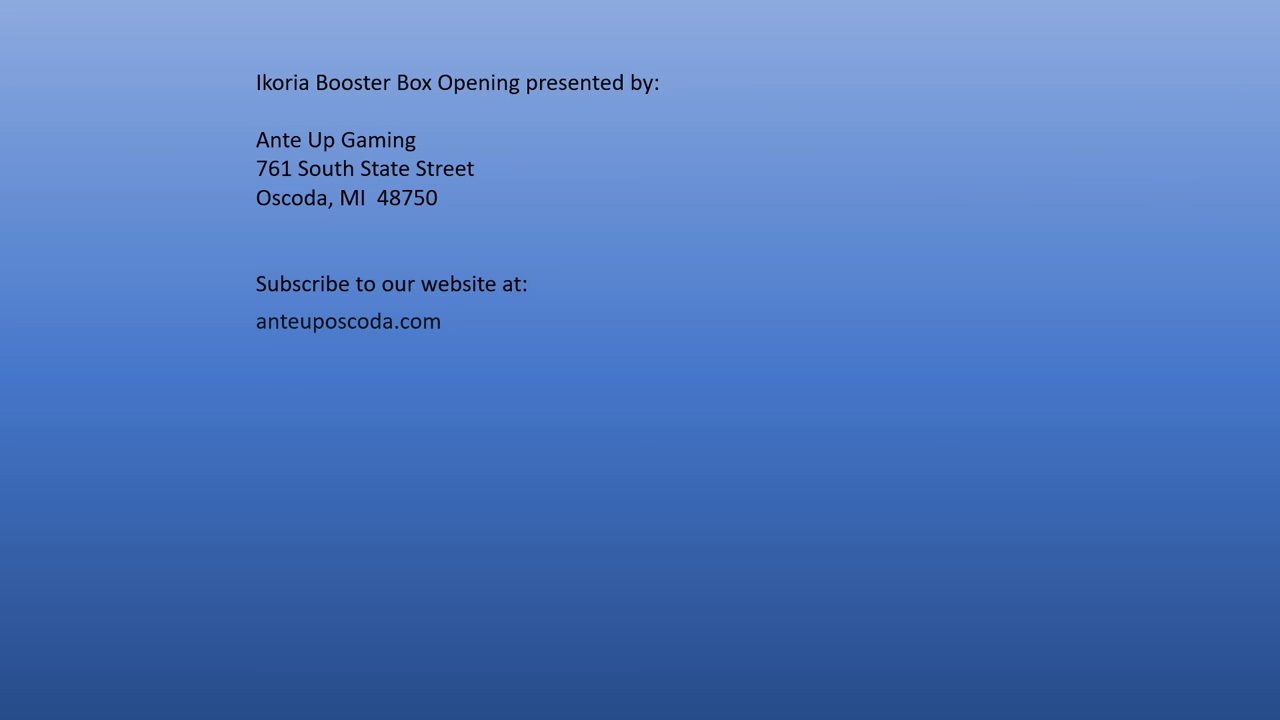 Ikoria Booster Box Opening presented by:
Ante Up Gaming
761 South State Street
Oscoda, MI  48750
Subscribe to our website at:
anteuposcoda.com